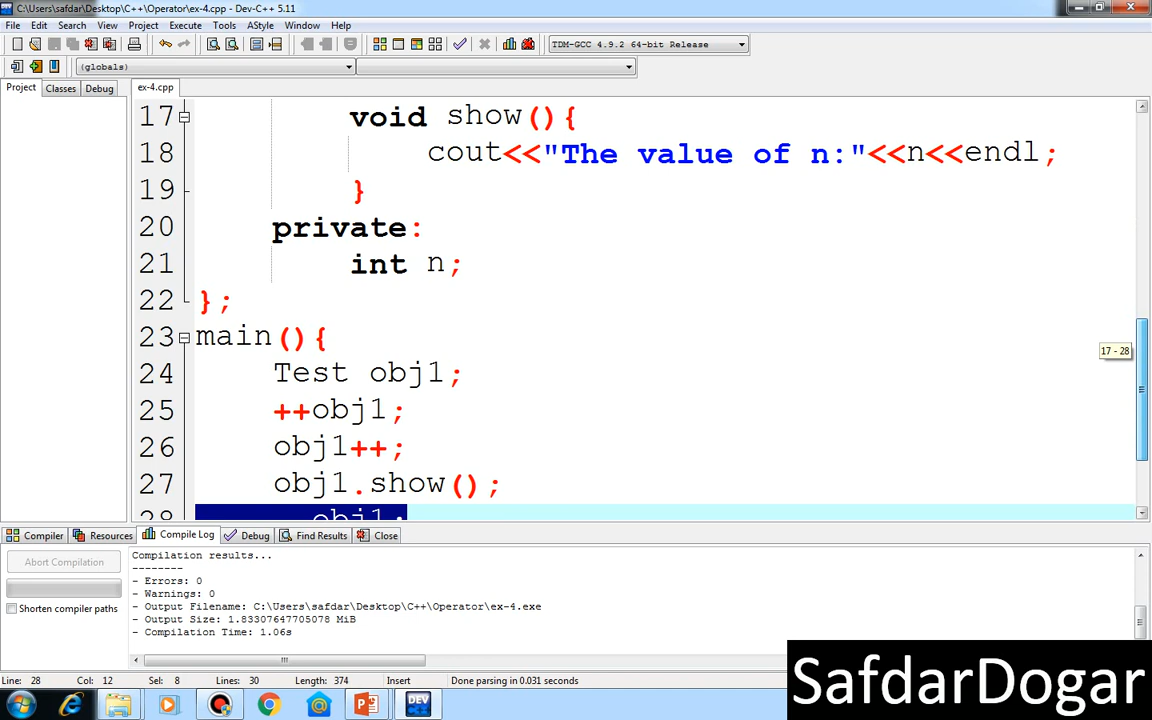 C:\Users\safdar\Desktop\C++\Operator\ex-4.cpp - Dev-C++ 5.11
File Edit Search View Project Execute Tools AStyle Window Help
TDM-GCC 4.9.2 64-bit Release
(globals)
Project Classes Debug ex-4.cpp
17 void show(){
18 cout<<"The value of n:"<<n<<endl;
19 }
20 private:
21 int n;
22 };
23 main(){
24 Test obj1;
25 ++obj1;
26 obj1++;
27 obj1.show();
28 obj1;
17 - 28
Compiler Resources Compile Log Debug Find Results Close
Abort Compilation
Shorten compiler paths
Compilation results...
--------
- Errors: 0
- Warnings: 0
- Output Filename: C:\Users\safdar\Desktop\C++\Operator\ex-4.exe
- Output Size: 1.83307647705078 MiB
- Compilation Time: 1.06s
Line: 28 Col: 12 Sel: 8 Lines: 30 Length: 374 Insert Done parsing in 0.031 seconds
DEV
SafdarDogar